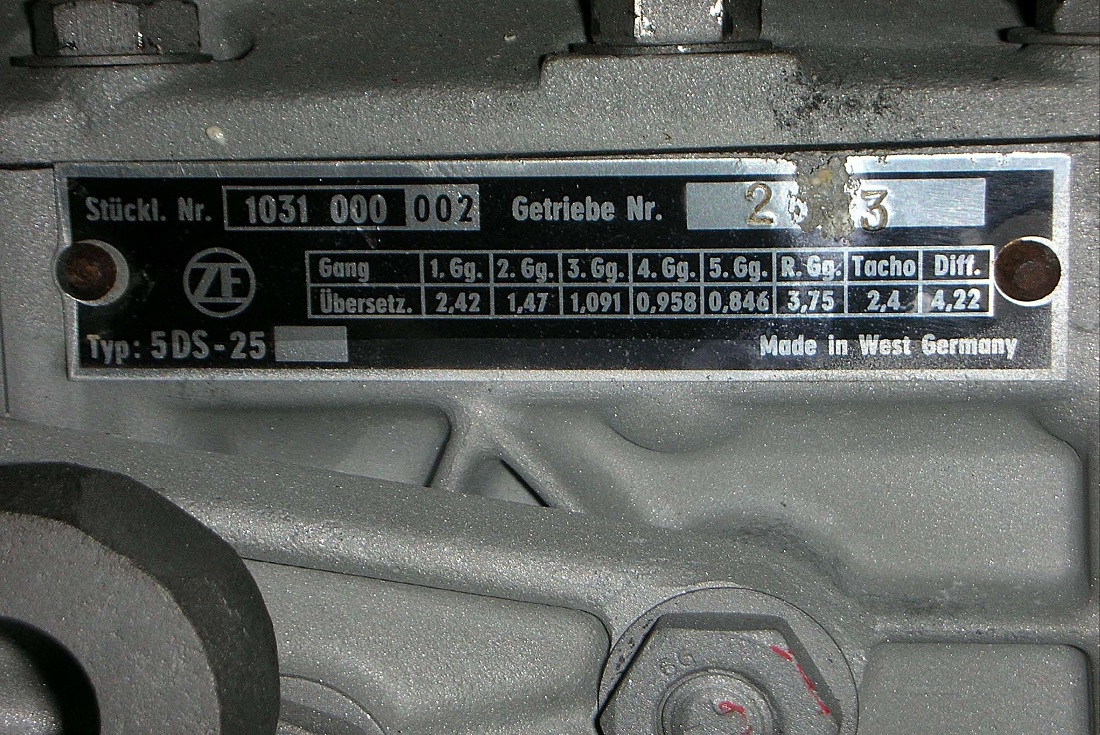 Stückl. Nr. 1031 000 002 Getriebe Nr.
ZF
Gang 1. Gg. 2. Gg. 3. Gg. 4. Gg. 5. Gg. R. Gg. Tacho Diff.
Übersetz. 2,42 1,47 1,091 0,958 0,846 3,75 2,4 4,22
Typ: 5 DS - 25 Made in West Germany